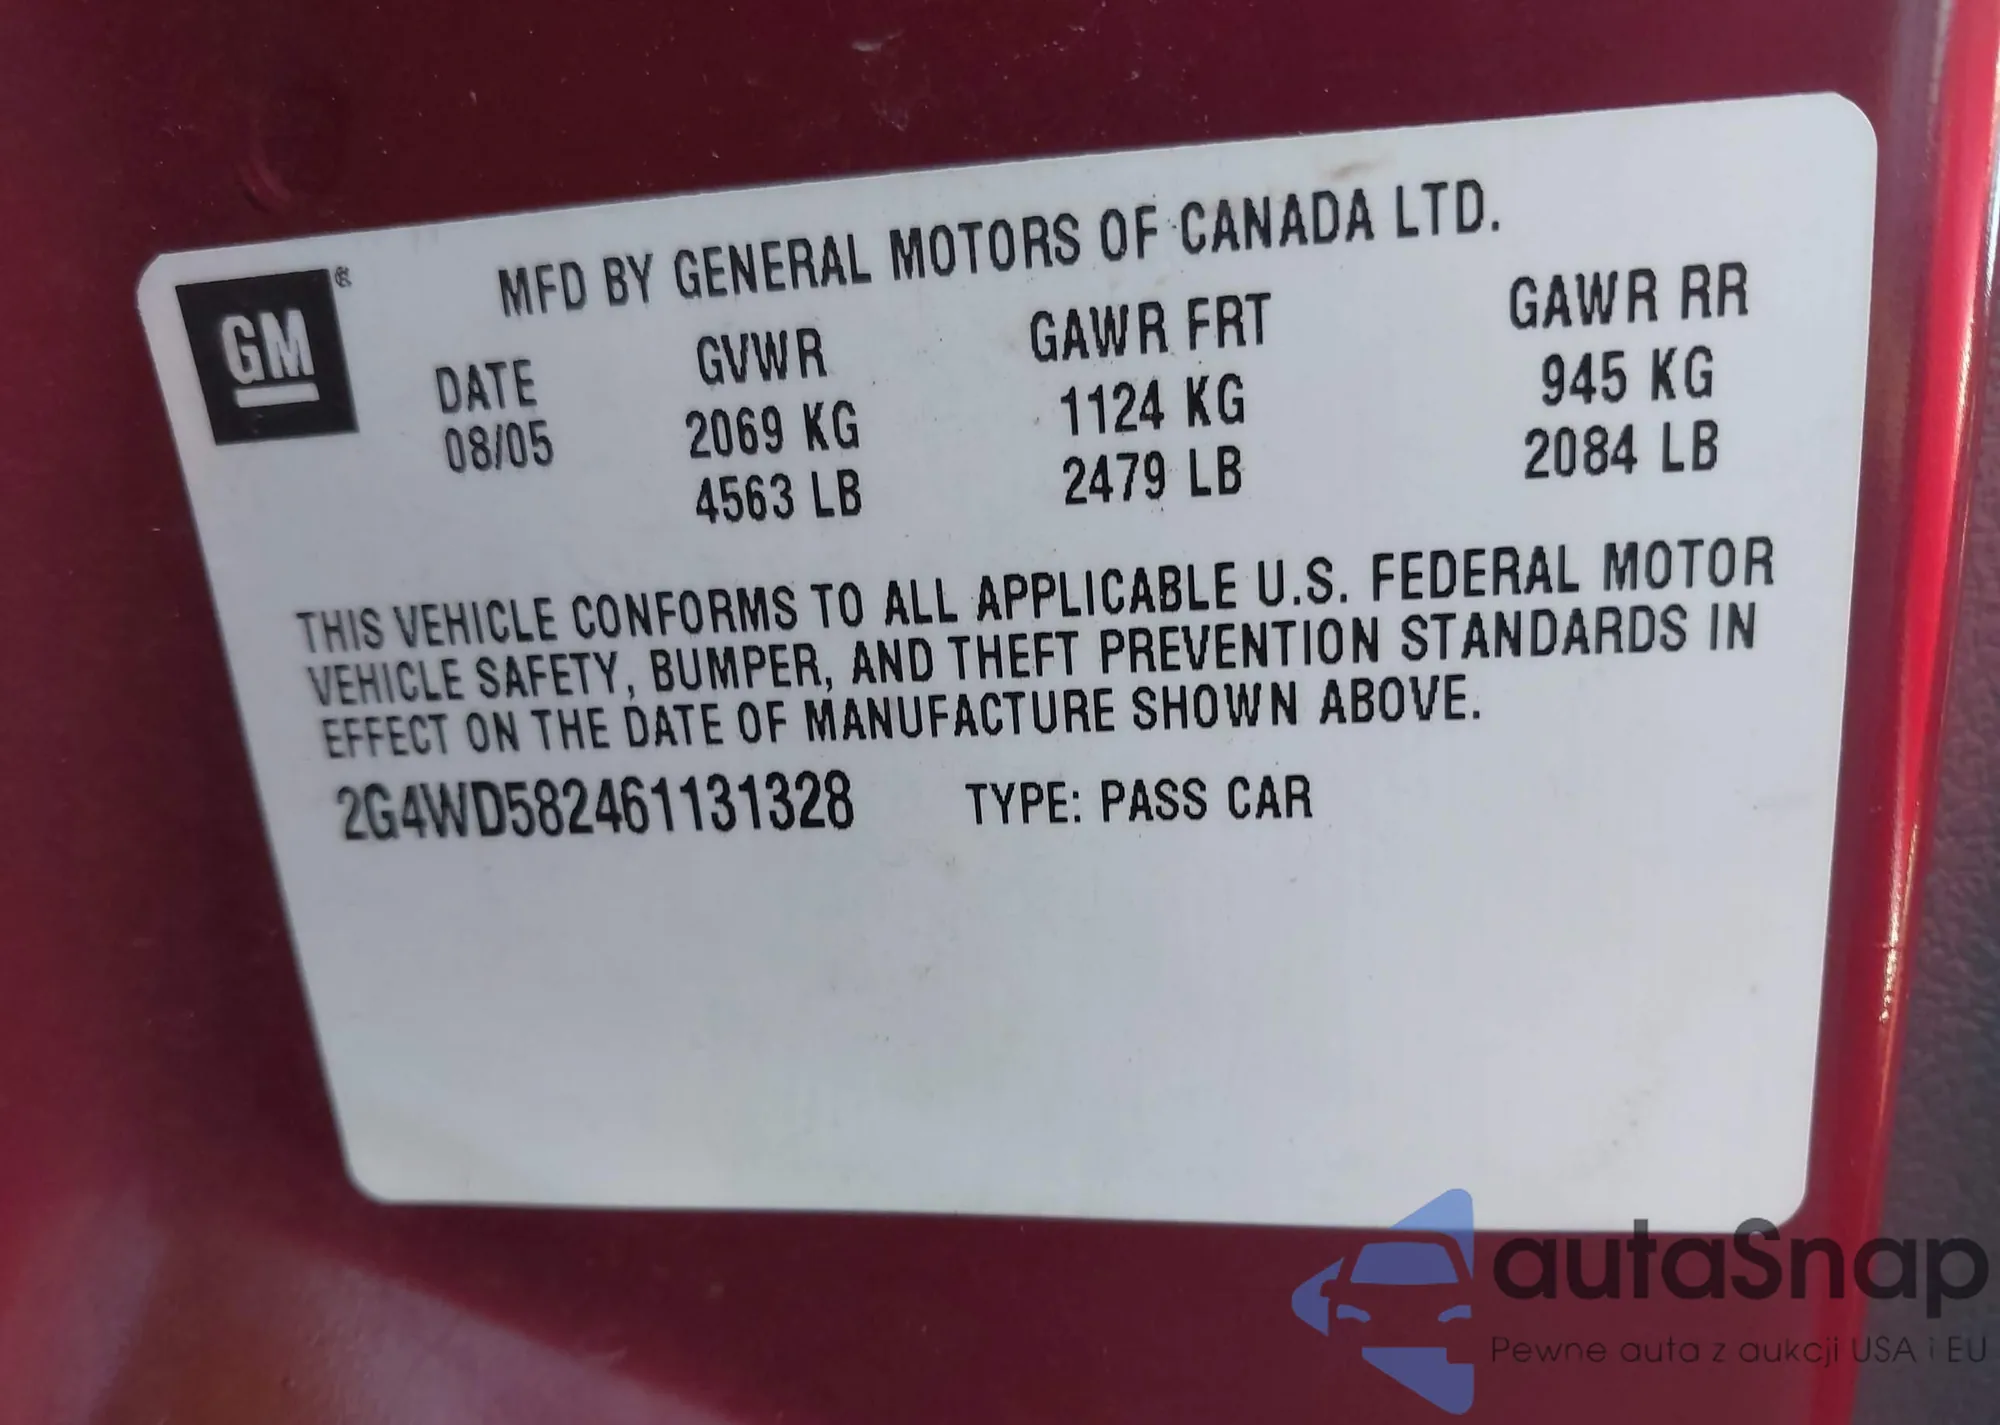 GM ®
MFD BY GENERAL MOTORS OF CANADA LTD.
DATE GVWR GAWR FRT GAWR RR
08/05 2069 KG 1124 KG 945 KG
4563 LB 2479 LB 2084 LB
THIS VEHICLE CONFORMS TO ALL APPLICABLE U.S. FEDERAL MOTOR
VEHICLE SAFETY, BUMPER, AND THEFT PREVENTION STANDARDS IN
EFFECT ON THE DATE OF MANUFACTURE SHOWN ABOVE.
2G4WD582461131328 TYPE: PASS CAR
autaSnap
Pewne auta z aukcji USA i EU